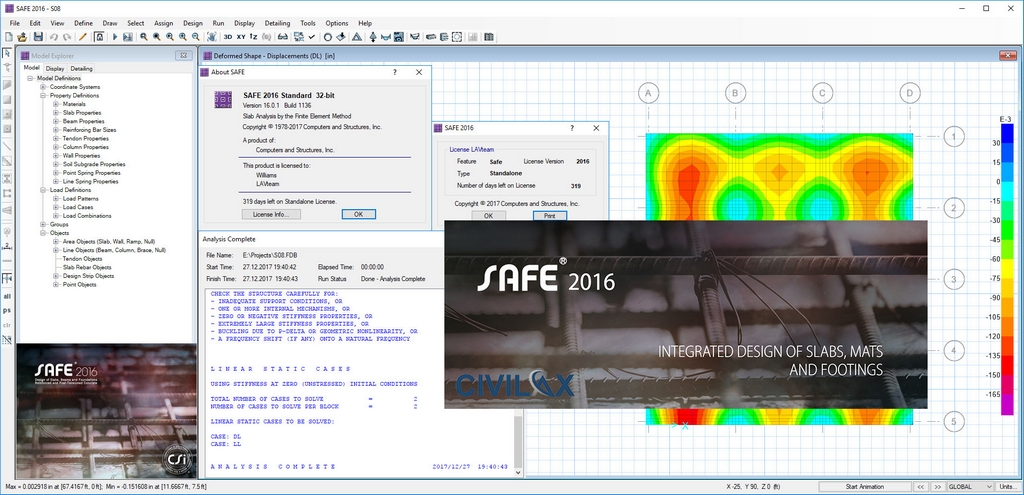 SAFE 2016 - S08
File Edit View Define Draw Select Assign Design Run Display Detailing Tools Options Help
3D XY
Model Explorer
Model Display Detailing
Model Definitions
Coordinate Systems
Property Definitions
Materials
Slab Properties
Beam Properties
Reinforcing Bar Sizes
Tendon Properties
Column Properties
Wall Properties
Soil Subgrade Properties
Point Spring Properties
Line Spring Properties
Load Definitions
Load Patterns
Load Cases
Load Combinations
Groups
Objects
Area Objects (Slab, Wall, Ramp, Null)
Line Objects (Beam, Column, Brace, Null)
Tendon Objects
Slab Rebar Objects
Design Strip Objects
Point Objects
all
ps
clr
SAFE 2016
Design of Slabs, Beams and Foundations
Reinforced and Post-Tensioned Concrete
CSi
Deformed Shape - Displacements (DL) [in]
About SAFE
SAFE 2016 Standard 32-bit
Version 16.0.1 Build 1136
Slab Analysis by the Finite Element Method
Copyright © 1978-2017 Computers and Structures, Inc.
A product of:
Computers and Structures, Inc.
This product is licensed to:
Williams
LAVteam
319 days left on Standalone License.
License Info...
OK
SAFE 2016
License LAVteam
Feature Safe License Version 2016
Type Standalone
Number of days left on License 319
Copyright © 2017 Computers and Structures, Inc.
OK
Print
Analysis Complete
File Name: E:\Projects\S08.FDB
Start Time: 27.12.2017 19:40:42 Elapsed Time: 00:00:00
Finish Time: 27.12.2017 19:40:43 Run Status Done - Analysis Complete
CHECK THE STRUCTURE CAREFULLY FOR:
- INADEQUATE SUPPORT CONDITIONS, OR
- ONE OR MORE INTERNAL MECHANISMS, OR
- ZERO OR NEGATIVE STIFFNESS PROPERTIES, OR
- EXTREMELY LARGE STIFFNESS PROPERTIES, OR
- BUCKLING DUE TO P-DELTA OR GEOMETRIC NONLINEARITY, OR
- A FREQUENCY SHIFT (IF ANY) ONTO A NATURAL FREQUENCY
L I N E A R S T A T I C C A S E S
USING STIFFNESS AT ZERO (UNSTRESSED) INITIAL CONDITIONS
TOTAL NUMBER OF CASES TO SOLVE = 2
NUMBER OF CASES TO SOLVE PER BLOCK = 2
LINEAR STATIC CASES TO BE SOLVED:
CASE: DL
CASE: LL
A N A L Y S I S C O M P L E T E 2017/12/27 19:40:43
SAFE® 2016
INTEGRATED DESIGN OF SLABS, MATS
AND FOOTINGS
CIVILAX
A B C D
1
2
3
4
5
E-3
30
15
0
-15
-30
-45
-60
-75
-90
-105
-120
-135
-150
-165
Max = 0.002918 in at [67.4167 ft, 0 ft]; Min = -0.151608 in at [11.6667 ft, 7.5 ft]
X -25, Y 90, Z 0 (ft)
Start Animation
<< >>
GLOBAL
Units...